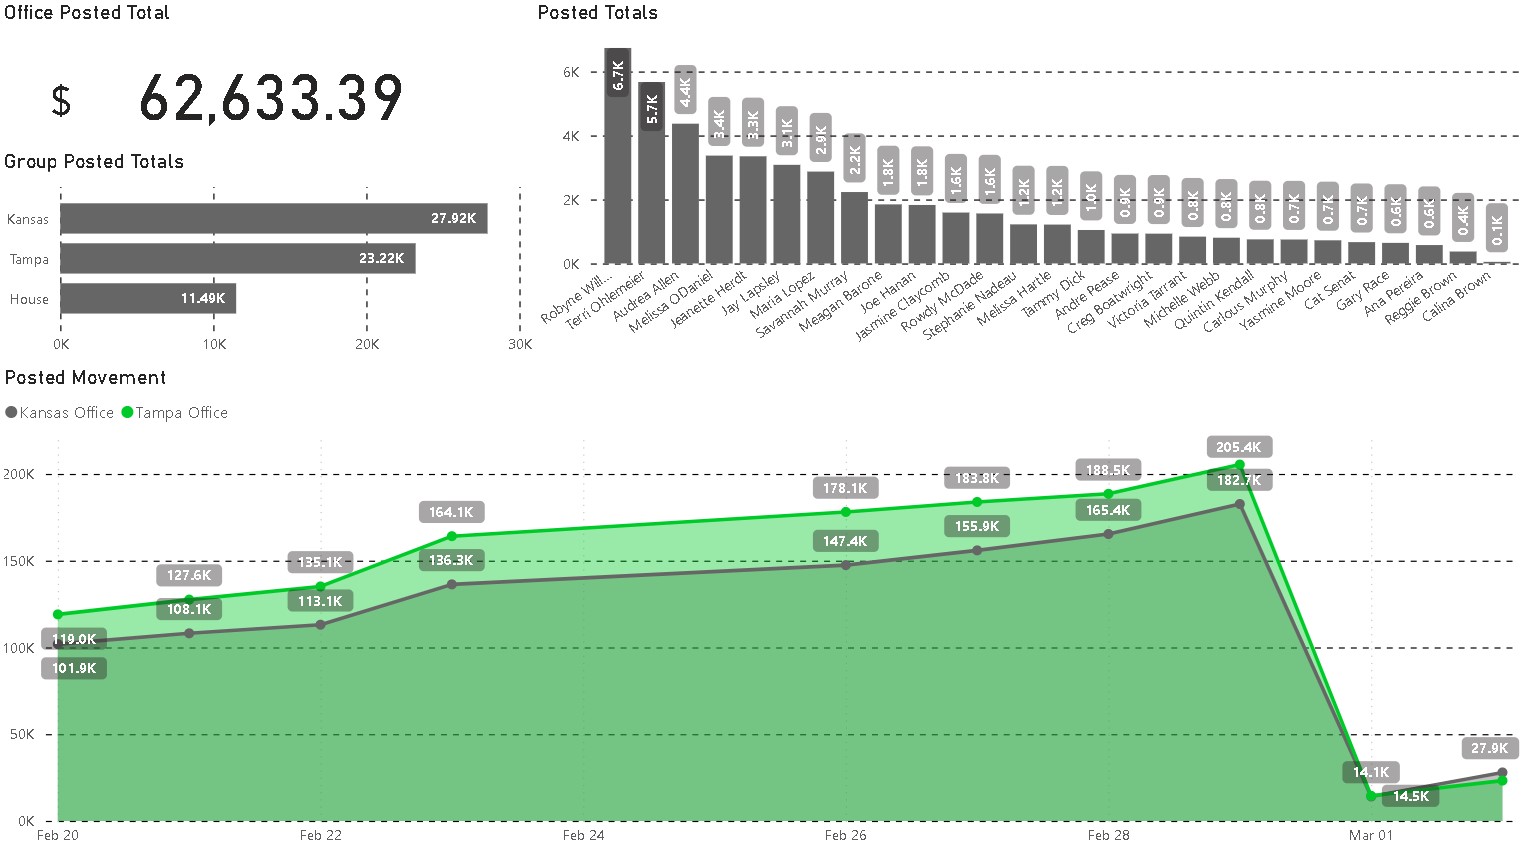 Office Posted Total
$ 62,633.39
Group Posted Totals
Kansas 27.92K
Tampa 23.22K
House 11.49K
0K 10K 20K 30K
Posted Totals
6K
4K
2K
0K
6.7K 5.7K 4.4K 3.4K 3.3K 3.1K 2.9K 2.2K 1.8K 1.8K 1.6K 1.6K 1.2K 1.2K 1.0K 0.9K 0.9K 0.8K 0.8K 0.8K 0.7K 0.7K 0.7K 0.6K 0.6K 0.4K 0.1K
Robyne Will...
Terri Ohlemeier
Audrea Allen
Melissa ODaniel
Jeanette Herdt
Jay Lapsley
Maria Lopez
Savannah Murray
Meagan Barone
Joe Hanan
Jasmine Claycomb
Rowdy McDade
Stephanie Nadeau
Melissa Hartle
Tammy Dick
Andre Pease
Creg Boatwright
Victoria Tarrant
Michelle Webb
Quintin Kendall
Carlous Murphy
Yasmine Moore
Cat Senat
Gary Race
Ana Pereira
Reggie Brown
Calina Brown
Posted Movement
Kansas Office Tampa Office
200K
150K
100K
50K
0K
119.0K 127.6K 135.1K 164.1K 178.1K 183.8K 188.5K 205.4K 14.5K
101.9K 108.1K 113.1K 136.3K 147.4K 155.9K 165.4K 182.7K 14.1K 27.9K
Feb 20 Feb 22 Feb 24 Feb 26 Feb 28 Mar 01